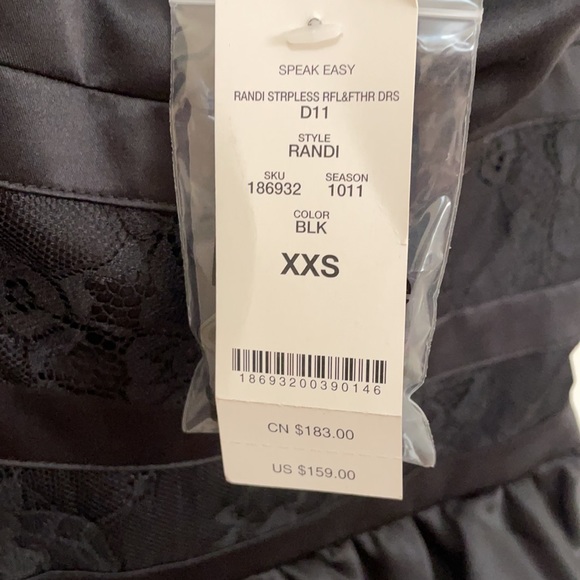 SPEAK EASY
RANDI STRPLESS RFL&FTHR DRS
D11
STYLE
RANDI
SKU SEASON
186932 1011
COLOR
BLK
XXS
18693200390146
CN $183.00
US $159.00